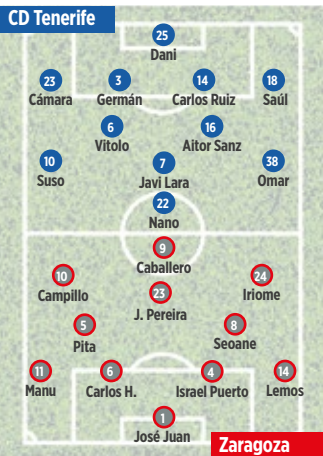 CD Tenerife
25
Dani
23 3 14 18
Cámara Germán Carlos Ruiz Saúl
6 16
Vitolo Aitor Sanz
10 7 38
Suso Javi Lara Omar
22
Nano
9
Caballero
10 24
Campillo Iriome
23
J. Pereira
5 8
Pita Seoane
11 6 4 14
Manu Carlos H. Israel Puerto Lemos
1
José Juan
Zaragoza